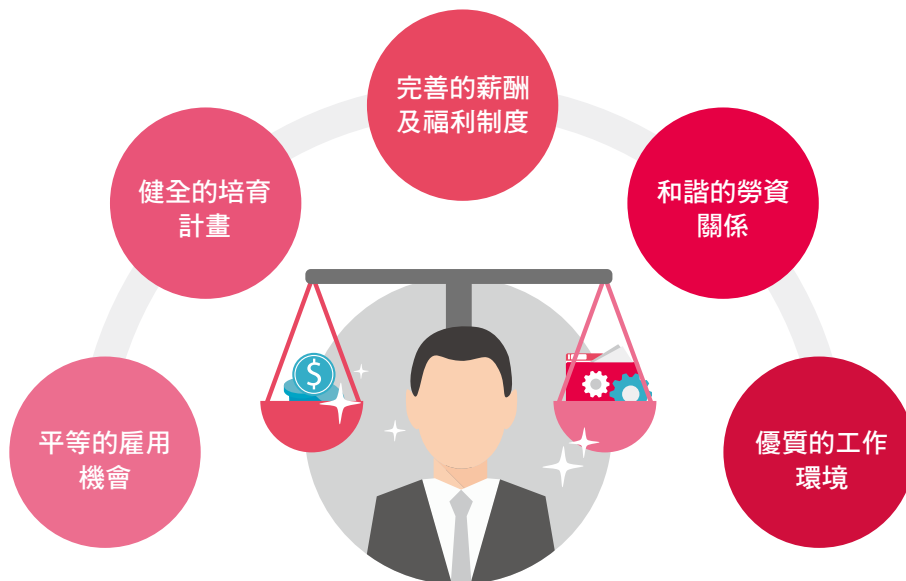 完善的薪酬
及福利制度
健全的培育
計畫
和諧的勞資
關係
平等的雇用
機會
優質的工作
環境
$